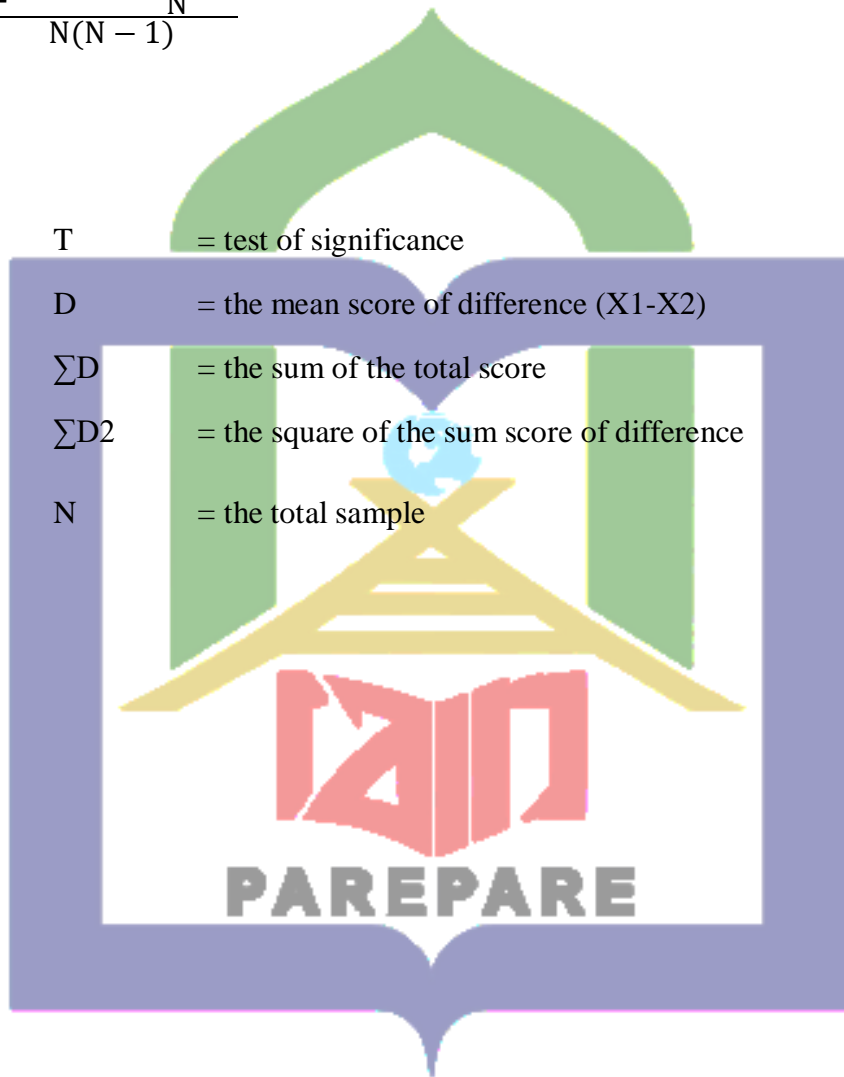 N
N(N − 1)
T = test of significance
D = the mean score of difference (X1-X2)
∑D = the sum of the total score
∑D2 = the square of the sum score of difference
N = the total sample
iain
PAREPARE